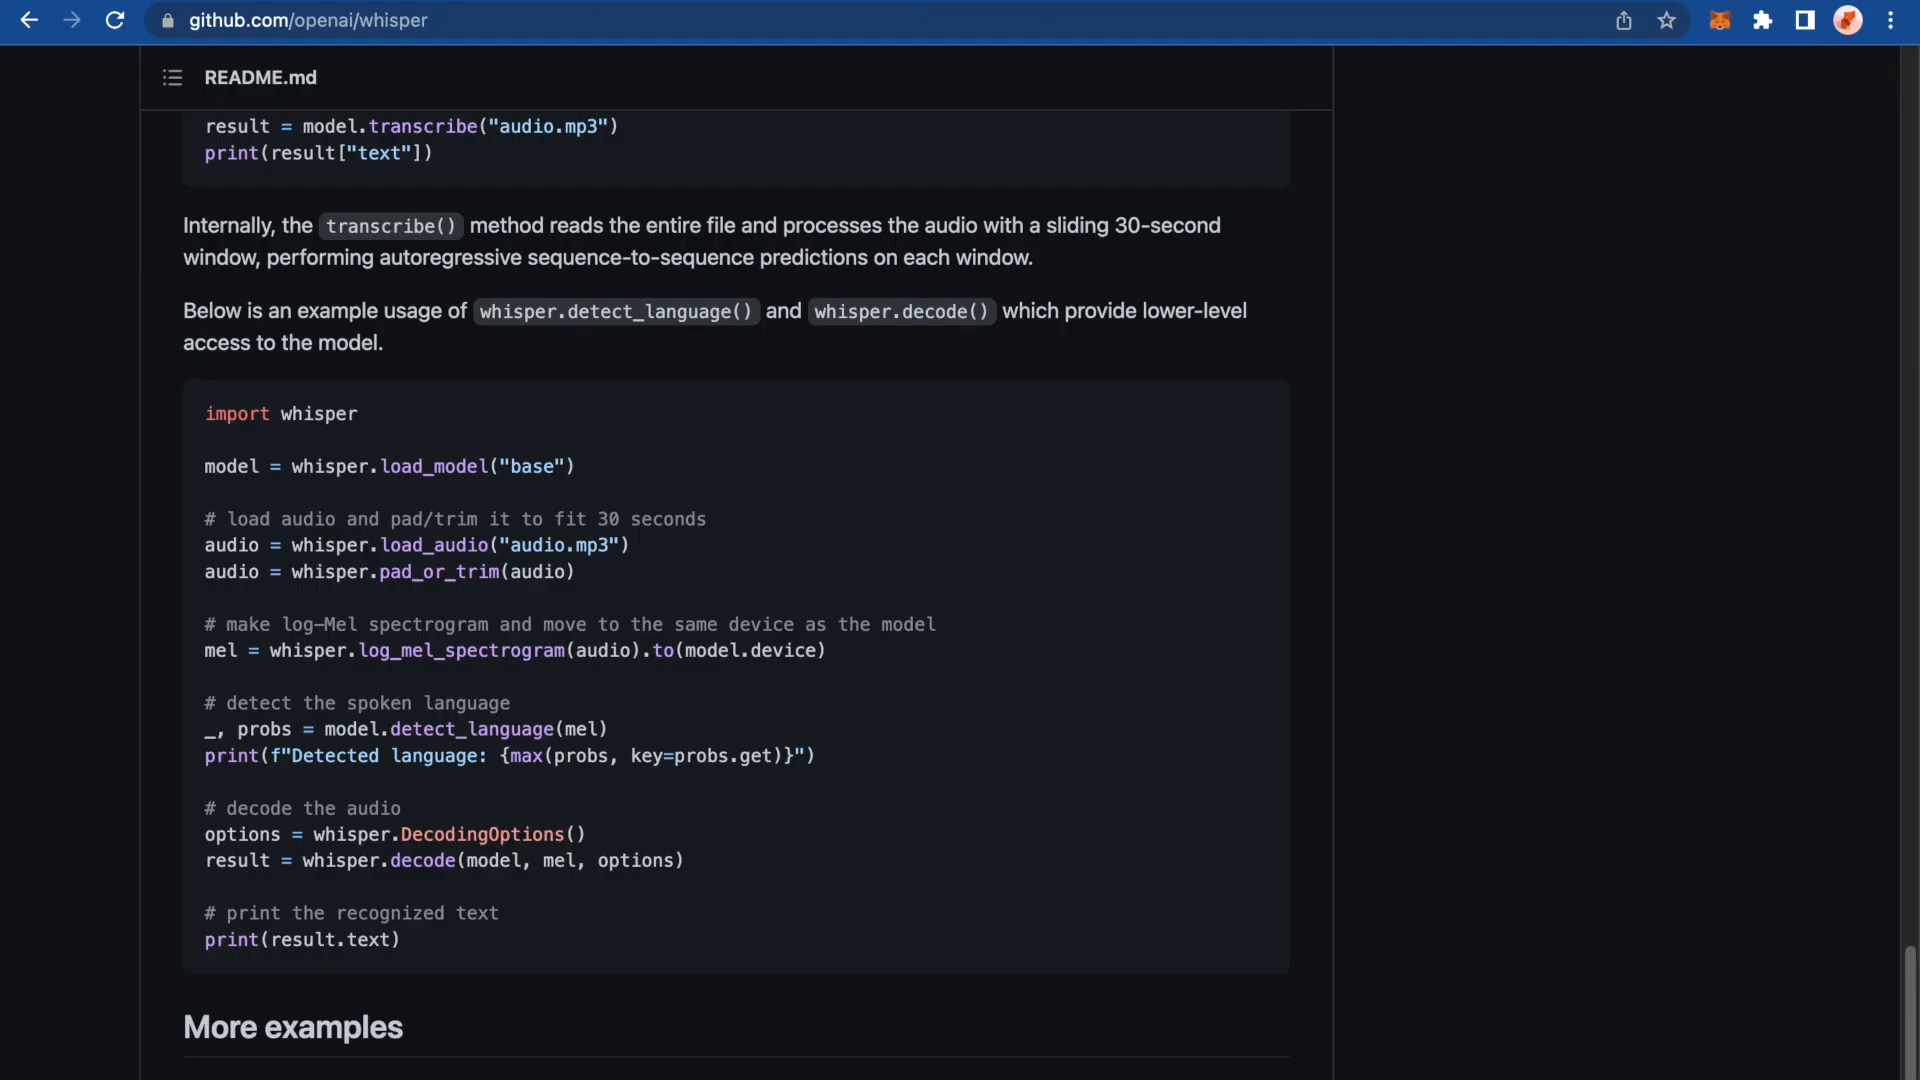 github.com/openai/whisper
README.md
result = model.transcribe("audio.mp3")
print(result["text"])
Internally, the transcribe() method reads the entire file and processes the audio with a sliding 30-second
window, performing autoregressive sequence-to-sequence predictions on each window.
Below is an example usage of whisper.detect_language() and whisper.decode() which provide lower-level
access to the model.
import whisper
model = whisper.load_model("base")
# load audio and pad/trim it to fit 30 seconds
audio = whisper.load_audio("audio.mp3")
audio = whisper.pad_or_trim(audio)
# make log-Mel spectrogram and move to the same device as the model
mel = whisper.log_mel_spectrogram(audio).to(model.device)
# detect the spoken language
_, probs = model.detect_language(mel)
print(f"Detected language: {max(probs, key=probs.get)}")
# decode the audio
options = whisper.DecodingOptions()
result = whisper.decode(model, mel, options)
# print the recognized text
print(result.text)
More examples